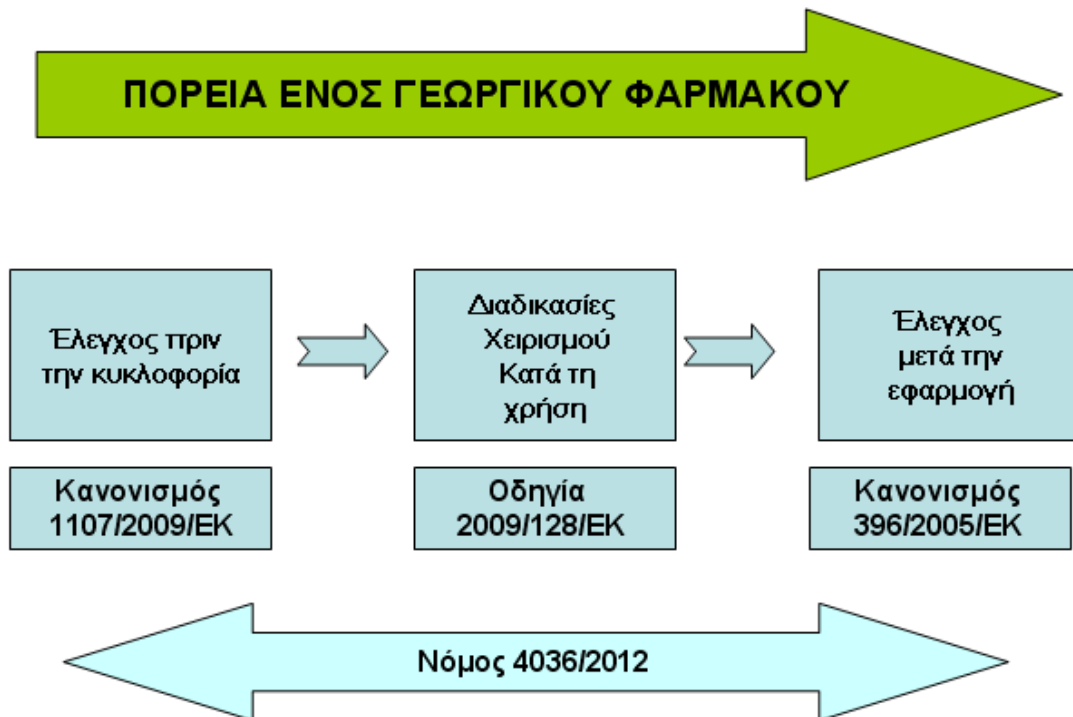 ΠΟΡΕΙΑ ΕΝΟΣ ΓΕΩΡΓΙΚΟΥ ΦΑΡΜΑΚΟΥ
Έλεγχος πριν
την κυκλοφορία
Διαδικασίες
Χειρισμού
Κατά τη
χρήση
Έλεγχος
μετά την
εφαρμογή
Κανονισμός
1107/2009/ΕΚ
Οδηγία
2009/128/ΕΚ
Κανονισμός
396/2005/ΕΚ
Νόμος 4036/2012